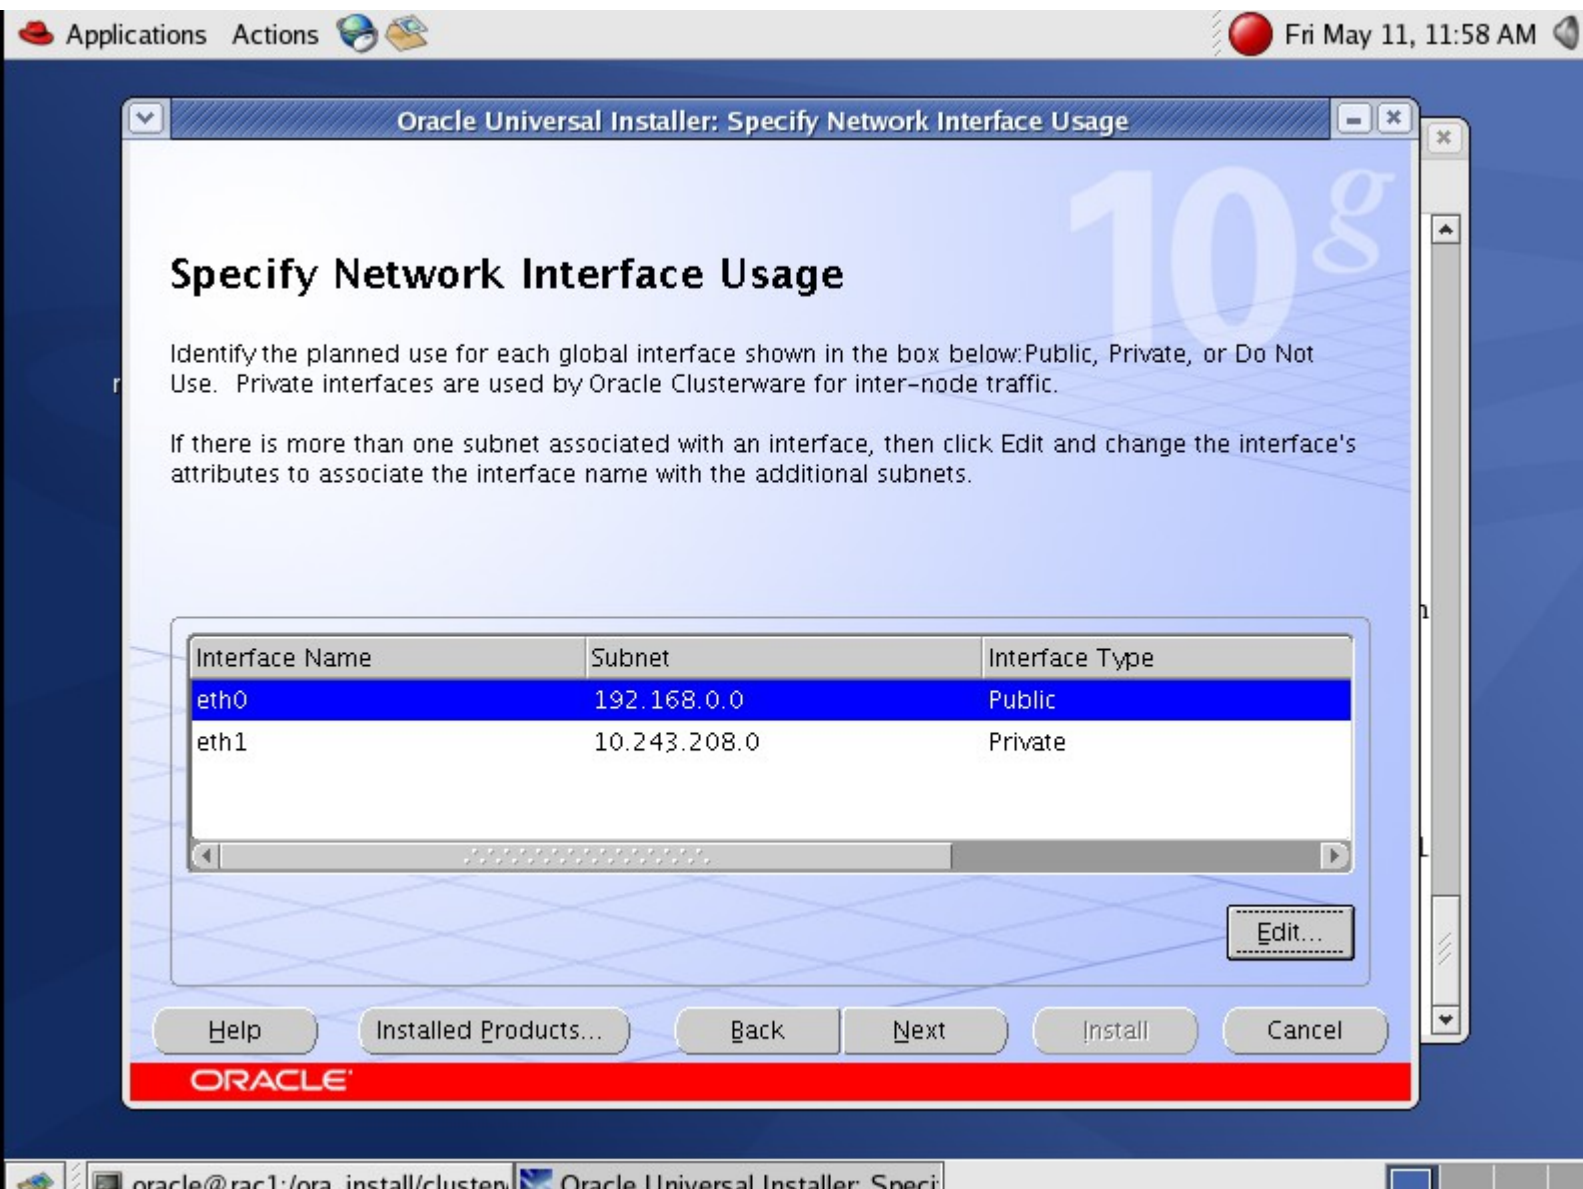 Applications Actions Fri May 11, 11:58 AM
Oracle Universal Installer: Specify Network Interface Usage
10g
Specify Network Interface Usage
Identify the planned use for each global interface shown in the box below:Public, Private, or Do Not
Use. Private interfaces are used by Oracle Clusterware for inter-node traffic.
If there is more than one subnet associated with an interface, then click Edit and change the interface's
attributes to associate the interface name with the additional subnets.
Interface Name Subnet Interface Type
eth0 192.168.0.0 Public
eth1 10.243.208.0 Private
Edit...
Help Installed Products... Back Next Install Cancel
ORACLE
oracle@rac1:/ora_install/clusterw Oracle Universal Installer: Speci